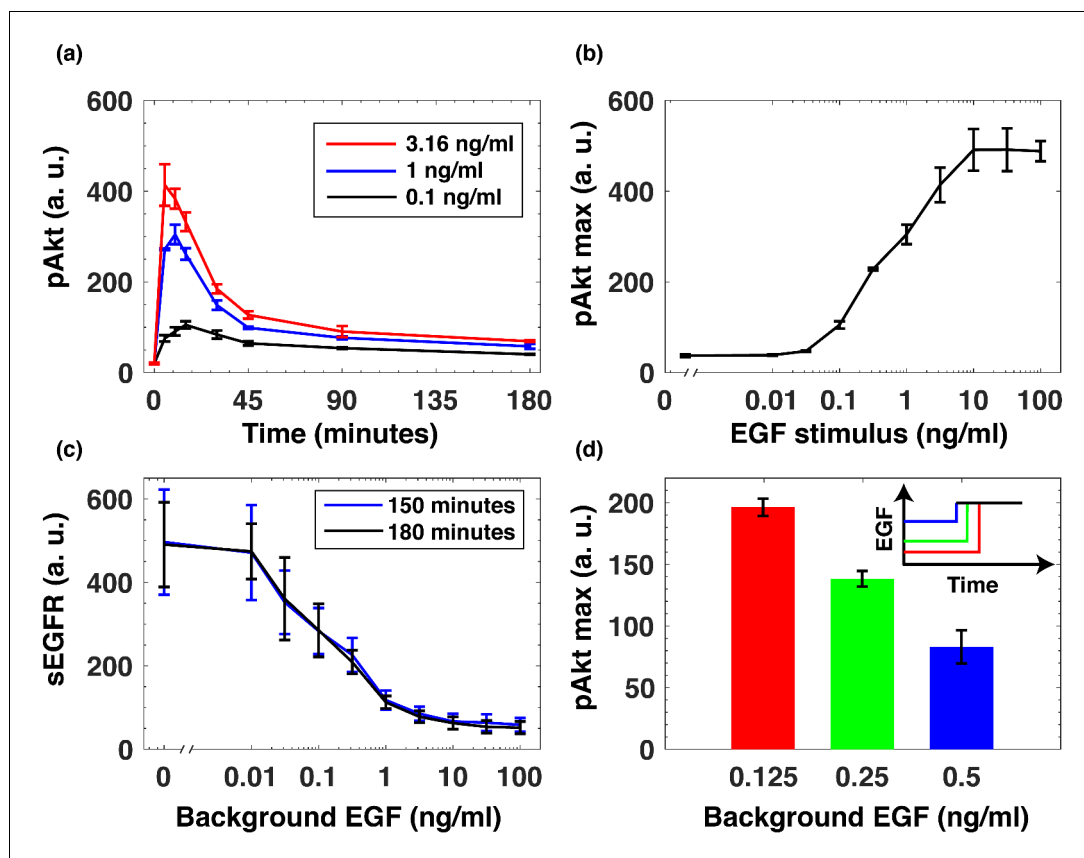 (a)
600
400
200
0
pAkt (a. u.)
3.16 ng/ml
1 ng/ml
0.1 ng/ml
0 45 90 135 180
Time (minutes)
(b)
600
400
200
0
pAkt max (a. u.)
0 0.01 0.1 1 10 100
EGF stimulus (ng/ml)
(c)
600
400
200
0
sEGFR (a. u.)
150 minutes
180 minutes
0 0.01 0.1 1 10 100
Background EGF (ng/ml)
(d)
200
150
100
50
0
pAkt max (a. u.)
EGF
Time
0.125 0.25 0.5
Background EGF (ng/ml)